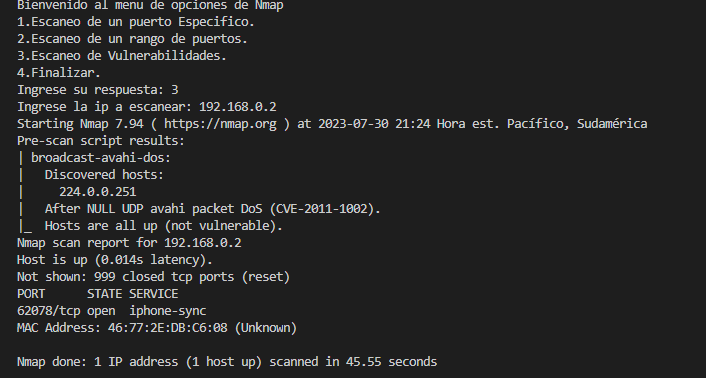 Bienvenido al menu de opciones de Nmap
1.Escaneo de un puerto Especifico.
2.Escaneo de un rango de puertos.
3.Escaneo de Vulnerabilidades.
4.Finalizar.
Ingrese su respuesta: 3
Ingrese la ip a escanear: 192.168.0.2
Starting Nmap 7.94 ( https://nmap.org ) at 2023-07-30 21:24 Hora est. Pacífico, Sudamérica
Pre-scan script results:
| broadcast-avahi-dos:
|   Discovered hosts:
|     224.0.0.251
|   After NULL UDP avahi packet DoS (CVE-2011-1002).
|_  Hosts are all up (not vulnerable).
Nmap scan report for 192.168.0.2
Host is up (0.014s latency).
Not shown: 999 closed tcp ports (reset)
PORT      STATE SERVICE
62078/tcp open  iphone-sync
MAC Address: 46:77:2E:DB:C6:08 (Unknown)
Nmap done: 1 IP address (1 host up) scanned in 45.55 seconds